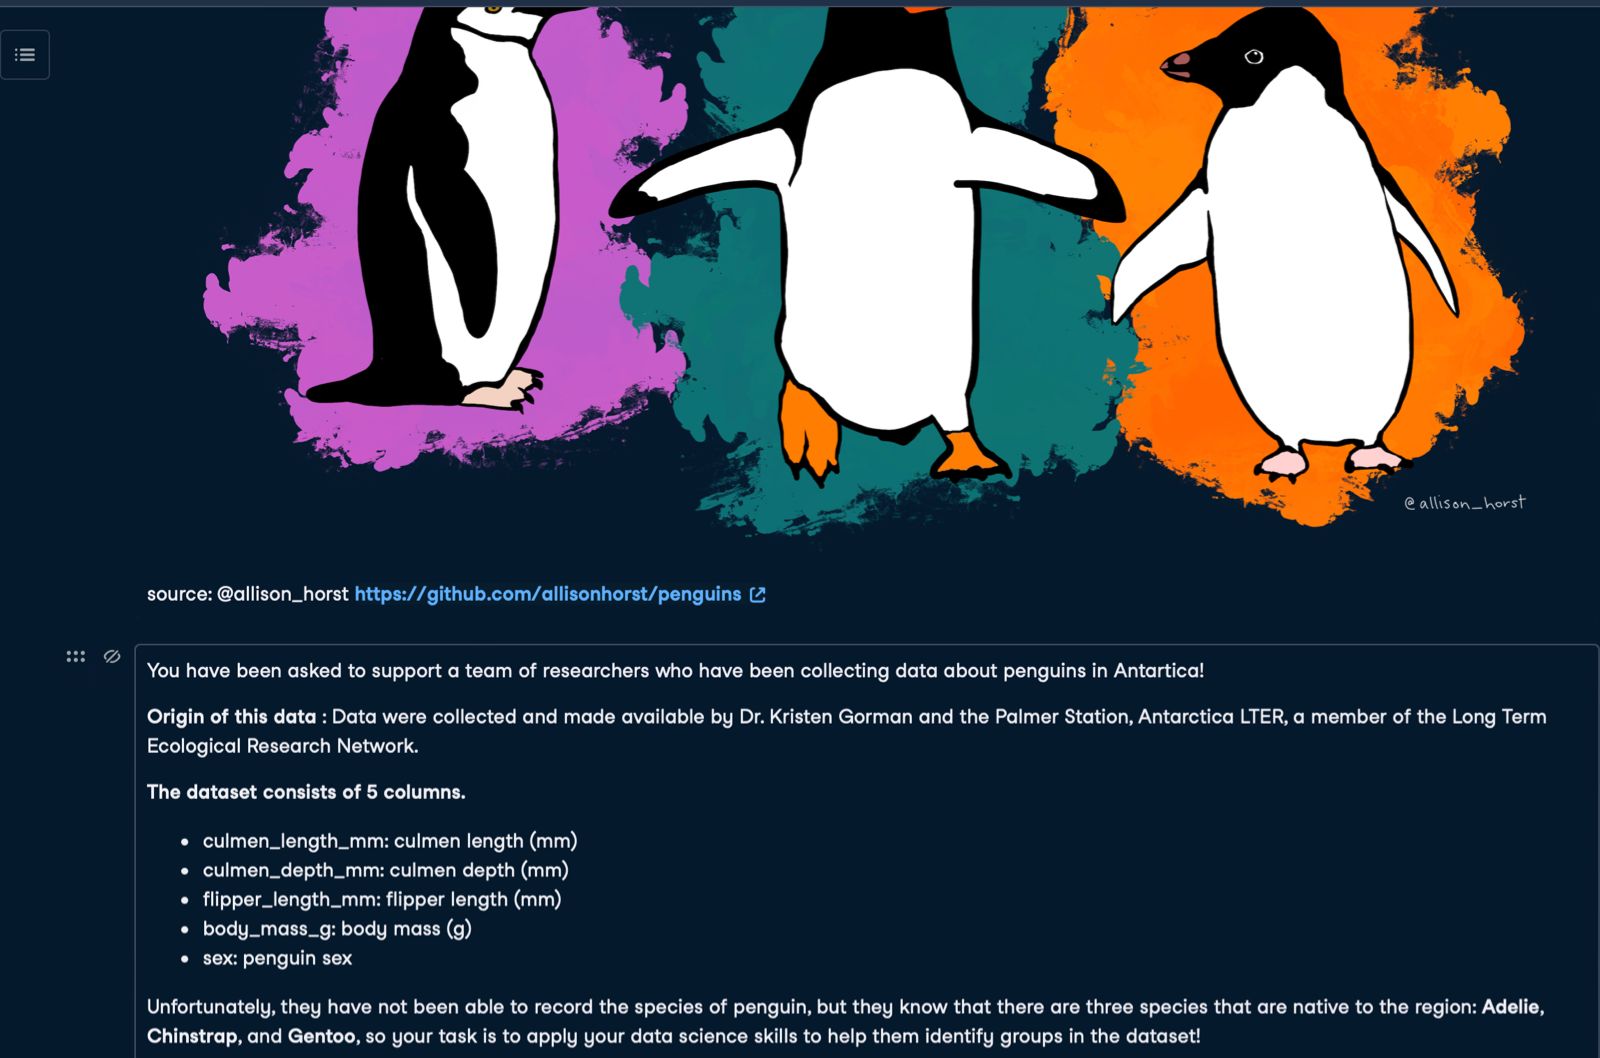 @allison_horst
source: @allison_horst https://github.com/allisonhorst/penguins
You have been asked to support a team of researchers who have been collecting data about penguins in Antartica!
Origin of this data : Data were collected and made available by Dr. Kristen Gorman and the Palmer Station, Antarctica LTER, a member of the Long Term
Ecological Research Network.
The dataset consists of 5 columns.
• culmen_length_mm: culmen length (mm)
• culmen_depth_mm: culmen depth (mm)
• flipper_length_mm: flipper length (mm)
• body_mass_g: body mass (g)
• sex: penguin sex
Unfortunately, they have not been able to record the species of penguin, but they know that there are three species that are native to the region: Adelie,
Chinstrap, and Gentoo, so your task is to apply your data science skills to help them identify groups in the dataset!